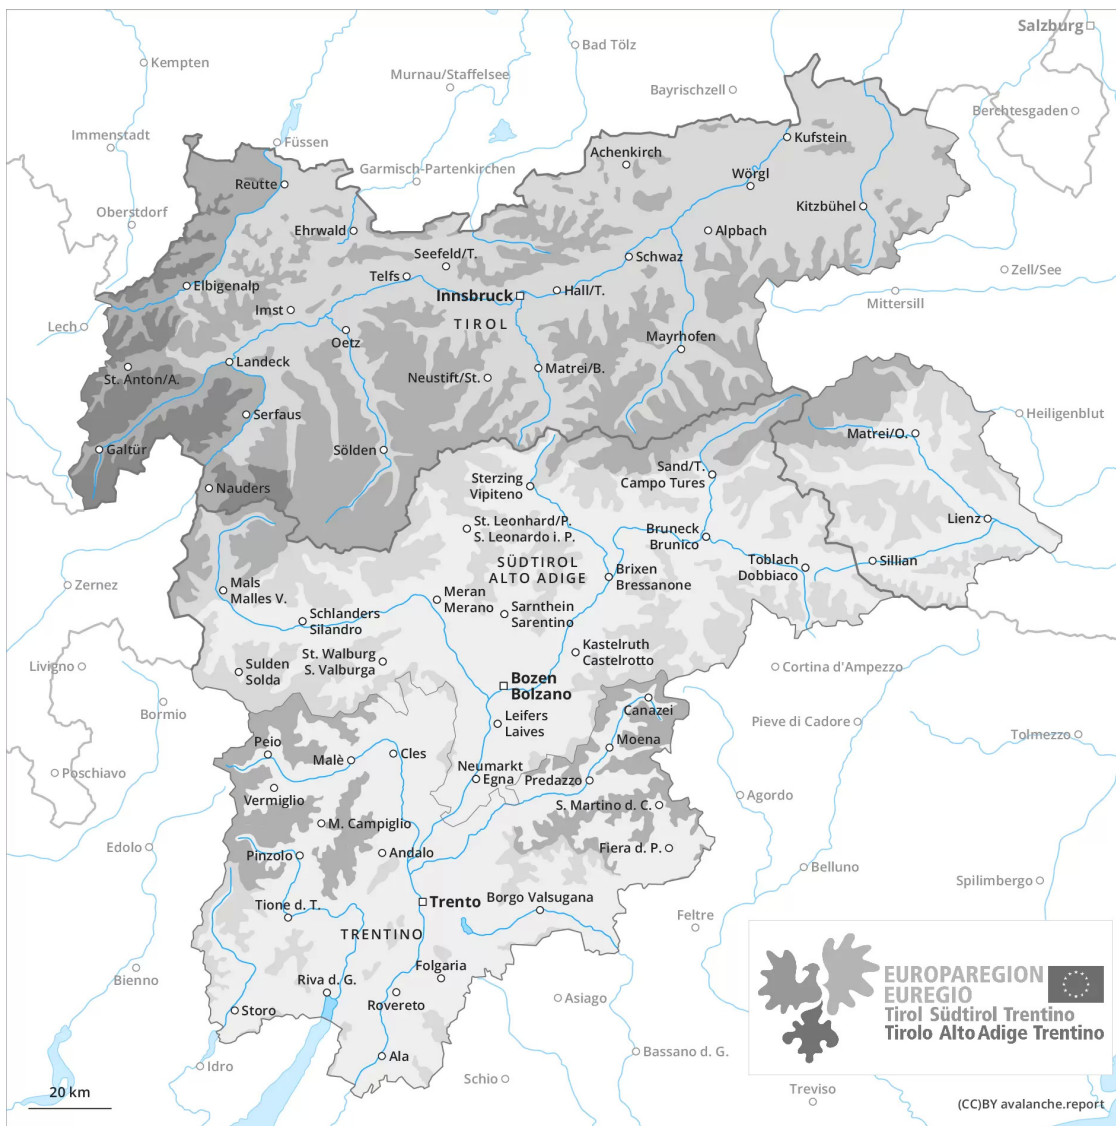 Salzburg
Bad Tölz
Kempten
Murnau/Staffelsee
Bayrischzell
Berchtesgaden
Immenstadt
Füssen
Kufstein
Achenkirch
Garmisch-Partenkirchen
Wörgl
Reutte
Kitzbühel
Oberstdorf
Ehrwald
Alpbach
Seefeld/T.
Schwaz
Zell/See
Telfs
Elbigenalp
Hall/T.
Innsbruck
Mittersill
Imst
TIROL
Lech
Mayrhofen
Oetz
Landeck
Matrei/B.
St. Anton/A.
Neustift/St.
Serfaus
Heiligenblut
Matrei/O.
Galtür
Sölden
Sand/T.
Campo Tures
Sterzing
Vipiteno
Nauders
Lienz
St. Leonhard/P.
S. Leonardo i. P.
Bruneck
Brunico
SÜDTIROL
ALTO ADIGE
Toblach
Dobbiaco
Sillian
Brixen
Bressanone
Zernez
Mals
Malles V.
Meran
Merano
Sarnthein
Sarentino
Schlanders
Silandro
Kastelruth
Castelrotto
Livigno
Sulden
Solda
St. Walburg
S. Valburga
Cortina d'Ampezzo
Bozen
Bolzano
Bormio
Canazei
Leifers
Laives
Pieve di Cadore
Tolmezzo
Peio
Moena
Malè
Cles
Poschiavo
Neumarkt
Egna
Predazzo
Vermiglio
Agordo
S. Martino d. C.
M. Campiglio
Edolo
Pinzolo
Andalo
Fiera d. P.
Belluno
Spilimbergo
Tione d. T.
Trento
Borgo Valsugana
Feltre
TRENTINO
Folgaria
Bienno
Riva d. G.
Rovereto
Asiago
Storo
EUROPAREGION
EUREGIO
Tirol Südtirol Trentino
Tirolo Alto Adige Trentino
Ala
Bassano d. G.
Idro
Schio
Treviso
20 km
(CC)BY avalanche.report